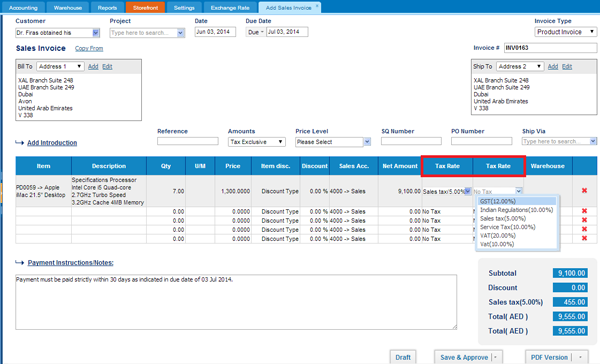 Accounting Warehouse Reports Storefront Settings Exchange Rate Add Sales Invoice
Customer Project Date Due Date Invoice Type
Dr. Firas obtained his Type here to search... Jun 03, 2014 Due Jul 03, 2014 Product Invoice
Sales Invoice Copy From Invoice # INV0163
Bill To Address 1 Add Edit Ship To Address 2 Add Edit
XAL Branch Suite 248 XAL Branch Suite 248
UAE Branch Suite 249 UAE Branch Suite 249
Dubai Dubai
Avon Avon
United Arab Emirates United Arab Emirates
V 338 V 338
Reference Amounts Price Level SQ Number PO Number Ship Via
Add Introduction Tax Exclusive Please Select Type here to search...
Item Description Qty U/M Price Item disc. Discount Sales Acc. Net Amount Tax Rate Tax Rate Warehouse
Specifications Processor
PD0059 -> Apple Intel Core i5 Quad-core 7.00 1,300.0000 Discount Type 0.00 % 4000 -> Sales 9,100.00 Sales tax(5.00% No Tax
iMac 21.5" Desktop 2.7GHz Turbo Speed
3.2GHz Cache 4MB Memory
0.00 0.0000 Discount Type 0.00 % 4000 -> Sales 0.00 No Tax
0.00 0.0000 Discount Type 0.00 % 4000 -> Sales 0.00 No Tax
0.00 0.0000 Discount Type 0.00 % 4000 -> Sales 0.00 No Tax
0.00 0.0000 Discount Type 0.00 % 4000 -> Sales 0.00 No Tax
GST(12.00%)
Indian Regulations(10.00%)
Sales tax(5.00%)
Service Tax(10.00%)
VAT(20.00%)
Vat(10.00%)
Payment Instructions/Notes:
Payment must be paid strictly within 30 days as indicated in due date of 03 Jul 2014.
Subtotal 9,100.00
Discount 0.00
Sales tax(5.00%) 455.00
Total( AED ) 9,555.00
Total( AED ) 9,555.00
Draft Save & Approve PDF Version